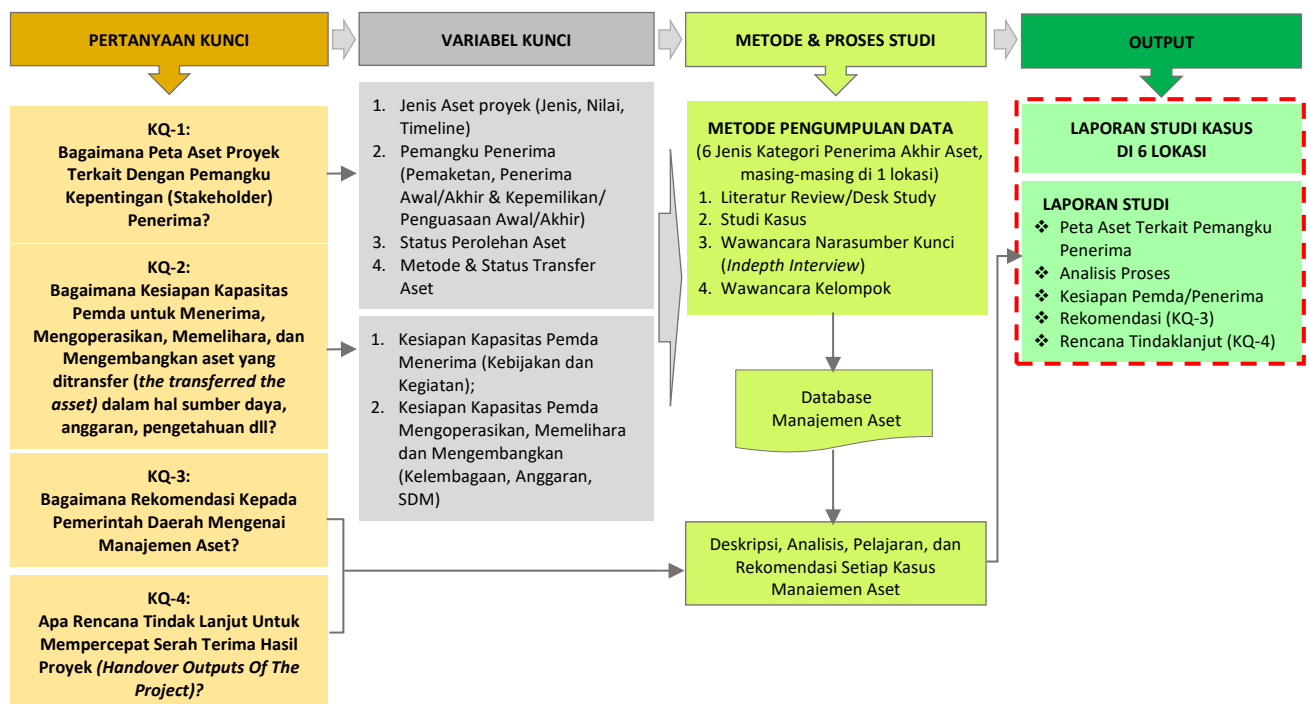 PERTANYAAN KUNCI
VARIABEL KUNCI
METODE & PROSES STUDI
OUTPUT
KQ-1:
Bagaimana Peta Aset Proyek
Terkait Dengan Pemangku
Kepentingan (Stakeholder)
Penerima?
KQ-2:
Bagaimana Kesiapan Kapasitas
Pemda untuk Menerima,
Mengoperasikan, Memelihara, dan
Mengembangkan aset yang
ditransfer (the transferred the
asset) dalam hal sumber daya,
anggaran, pengetahuan dll?
KQ-3:
Bagaimana Rekomendasi Kepada
Pemerintah Daerah Mengenai
Manajemen Aset?
KQ-4:
Apa Rencana Tindak Lanjut Untuk
Mempercepat Serah Terima Hasil
Proyek (Handover Outputs Of The
Project)?
1. Jenis Aset proyek (Jenis, Nilai,
Timeline)
2. Pemangku Penerima
(Pemaketan, Penerima
Awal/Akhir & Kepemilikan/
Penguasaan Awal/Akhir)
3. Status Perolehan Aset
4. Metode & Status Transfer
Aset
1. Kesiapan Kapasitas Pemda
Menerima (Kebijakan dan
Kegiatan);
2. Kesiapan Kapasitas Pemda
Mengoperasikan, Memelihara
dan Mengembangkan
(Kelembagaan, Anggaran,
SDM)
METODE PENGUMPULAN DATA
(6 Jenis Kategori Penerima Akhir Aset,
masing-masing di 1 lokasi)
1. Literatur Review/Desk Study
2. Studi Kasus
3. Wawancara Narasumber Kunci
(Indepth Interview)
4. Wawancara Kelompok
Database
Manajemen Aset
Deskripsi, Analisis, Pelajaran, dan
Rekomendasi Setiap Kasus
Manaiemen Aset
LAPORAN STUDI KASUS
DI 6 LOKASI
LAPORAN STUDI
❖ Peta Aset Terkait Pemangku
Penerima
❖ Analisis Proses
❖ Kesiapan Pemda/Penerima
❖ Rekomendasi (KQ-3)
❖ Rencana Tindaklanjut (KQ-4)